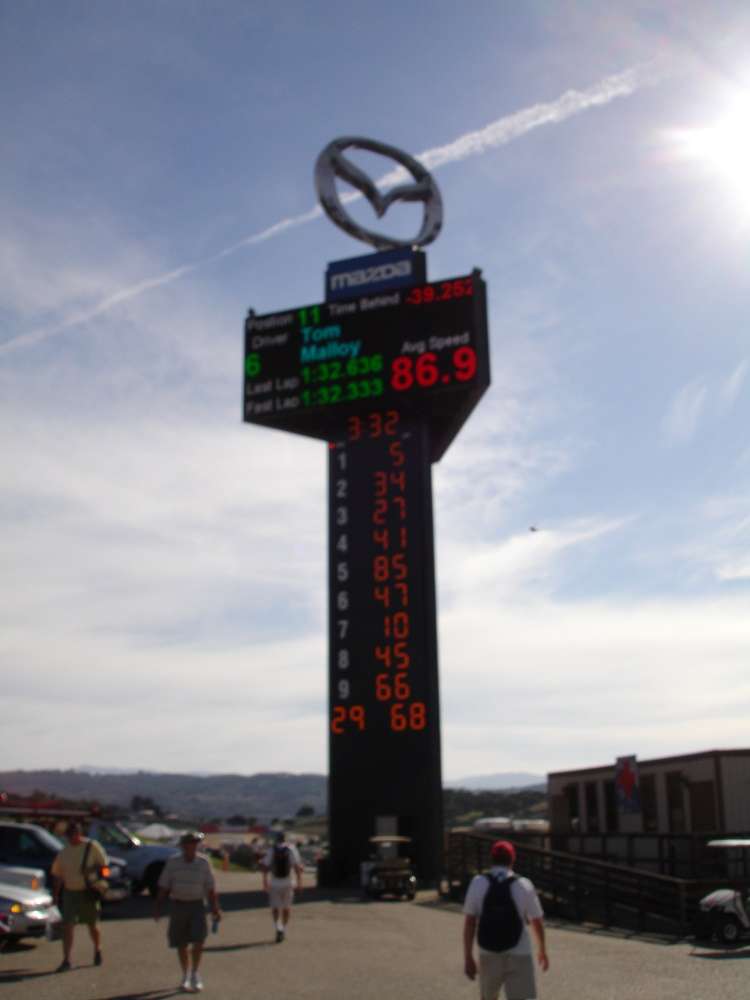 mazda
Position 11 Time Behind -39.252
Driver Tom
6 Malloy Avg Speed
Last Lap 1:32.636 86.9
Fast Lap 1:32.333
3 32
1 5
2 34
3 27
4 41
5 85
6 47
7 10
8 45
9 66
29 68